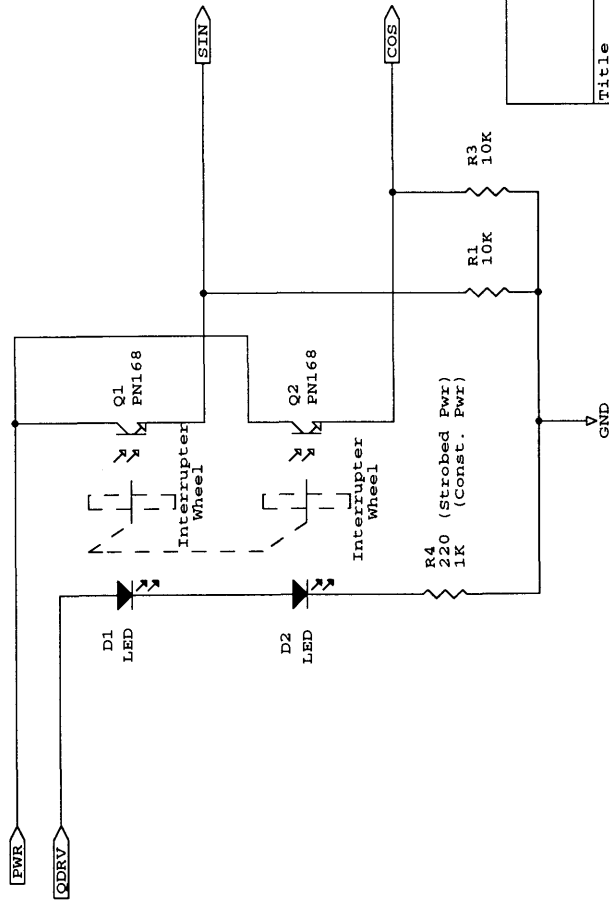 PWR
QDRV
SIN
COS
Q1
PN168
Interrupter
Wheel
D1
LED
Q2
PN168
Interrupter
Wheel
D2
LED
R4
220 (Strobed Pwr)
1K (Const. Pwr)
R1
10K
R3
10K
GND
Title